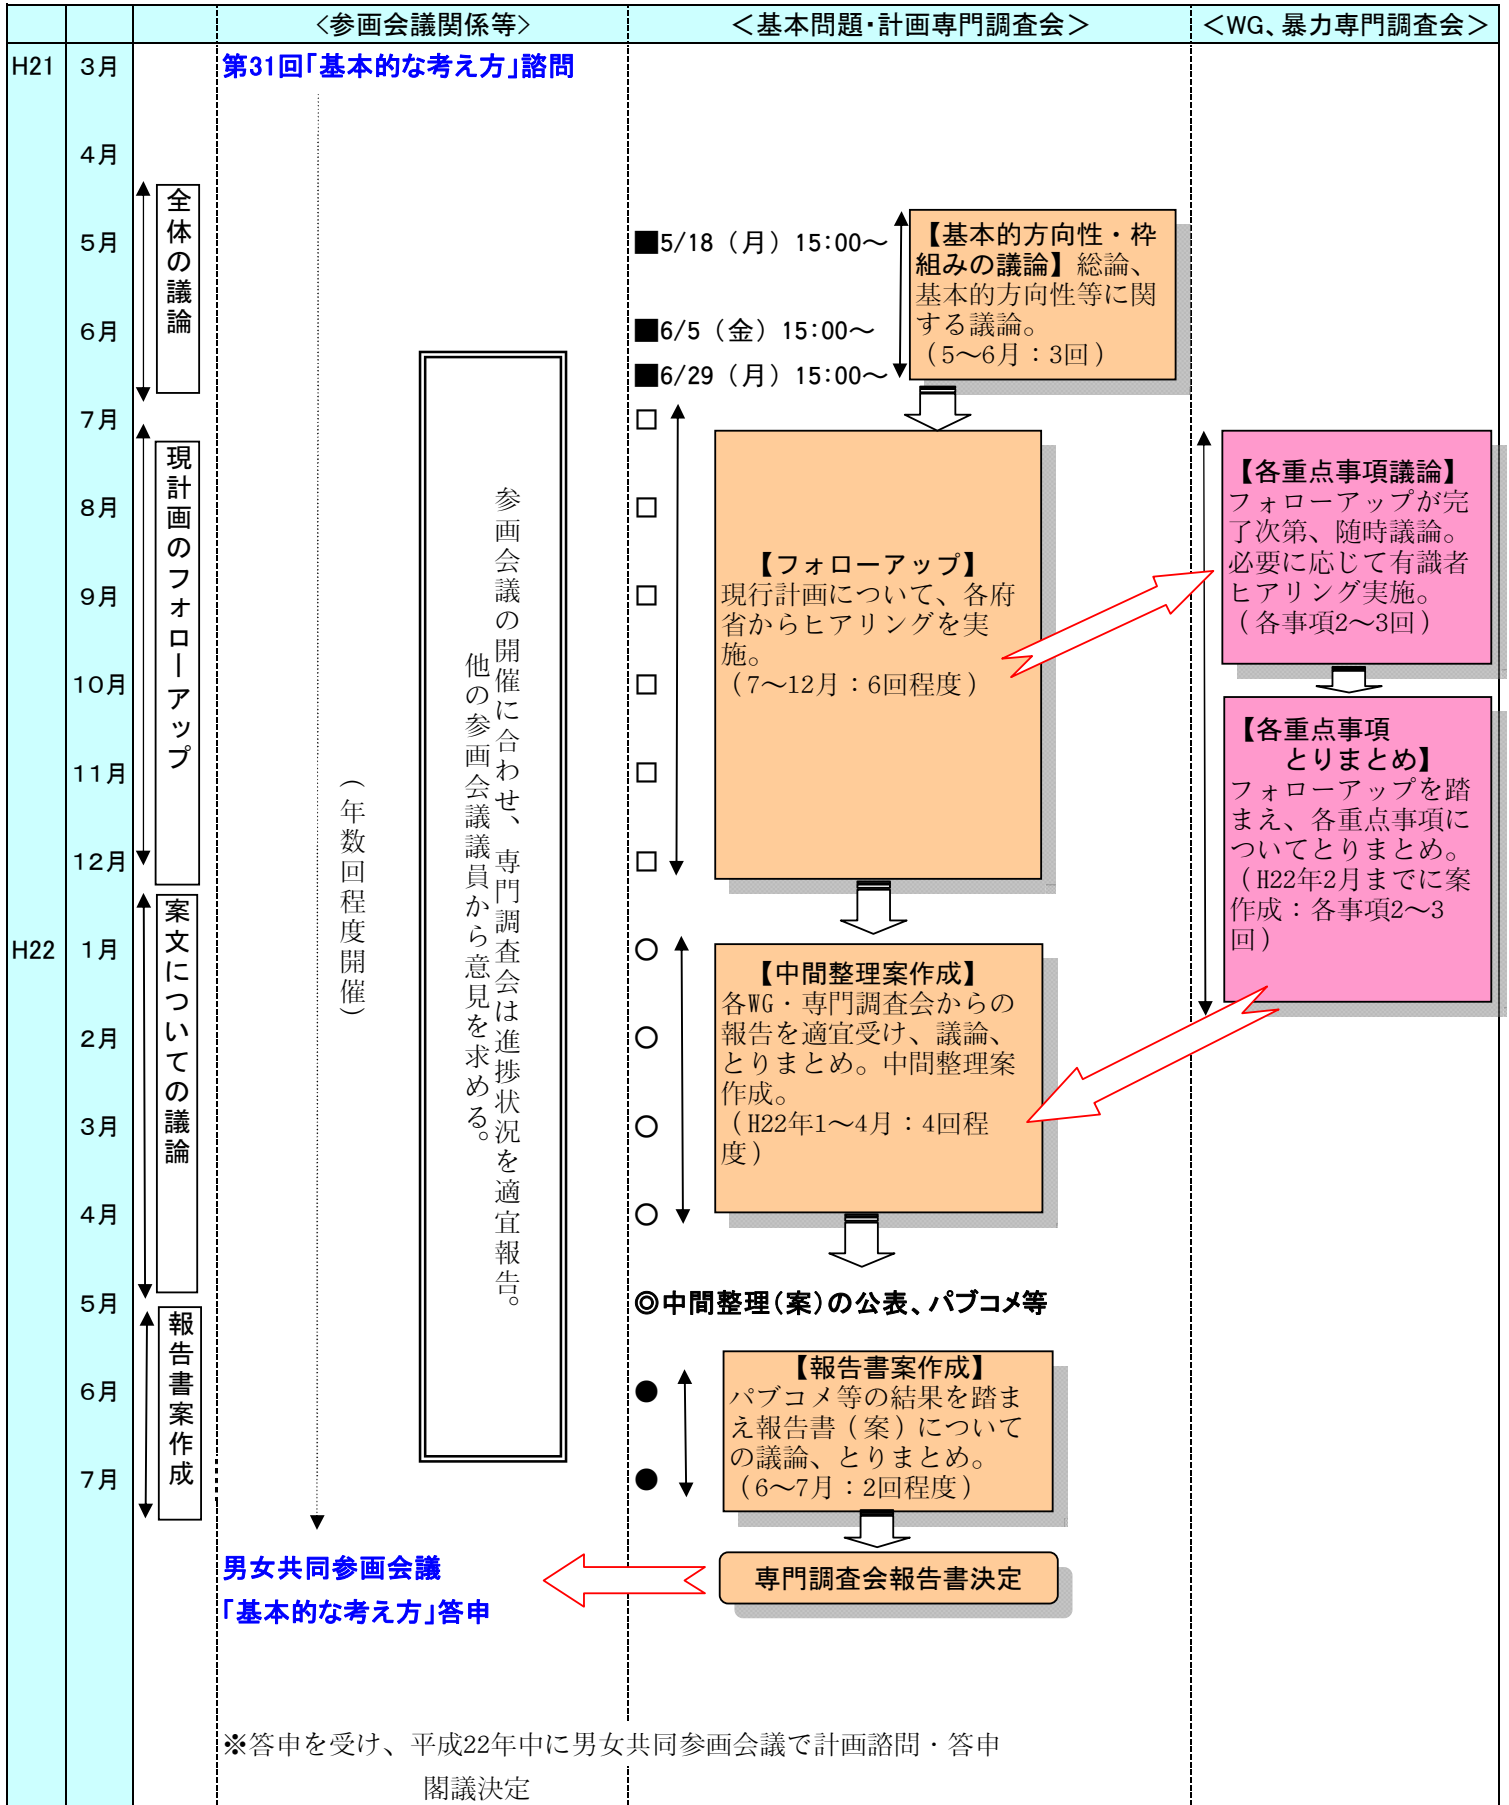 <参画会議関係等>
＜基本問題・計画専門調査会＞
＜WG、暴力専門調査会＞
H21
3月
4月
5月
6月
7月
8月
9月
10月
11月
12月
H22
1月
2月
3月
4月
5月
6月
7月
全体の議論
現計画のフォローアップ
案文についての議論
報告書案作成
第31回「基本的な考え方」諮問
（年数回程度開催）
参画会議の開催に合わせ、専門調査会は進捗状況を適宜報告。
他の参画会議議員から意見を求める。
男女共同参画会議
「基本的な考え方」答申
■5/18（月）15:00～
■6/5（金）15:00～
■6/29（月）15:00～
【基本的方向性・枠
組みの議論】総論、
基本的方向性等に関
する議論。
（5～6月：3回）
□
□
□
□
□
□
【フォローアップ】
現行計画について、各府
省からヒアリングを実
施。
（7～12月：6回程度）
○
○
○
○
【中間整理案作成】
各WG・専門調査会からの
報告を適宜受け、議論、
とりまとめ。中間整理案
作成。
（H22年1～4月：4回程
度）
◎中間整理(案)の公表、パブコメ等
●
●
【報告書案作成】
パブコメ等の結果を踏ま
え報告書（案）について
の議論、とりまとめ。
（6～7月：2回程度）
専門調査会報告書決定
【各重点事項議論】
フォローアップが完
了次第、随時議論。
必要に応じて有識者
ヒアリング実施。
（各事項2～3回）
【各重点事項
とりまとめ】
フォローアップを踏
まえ、各重点事項に
ついてとりまとめ。
（H22年2月までに案
作成：各事項2～3
回）
※答申を受け、平成22年中に男女共同参画会議で計画諮問・答申
閣議決定